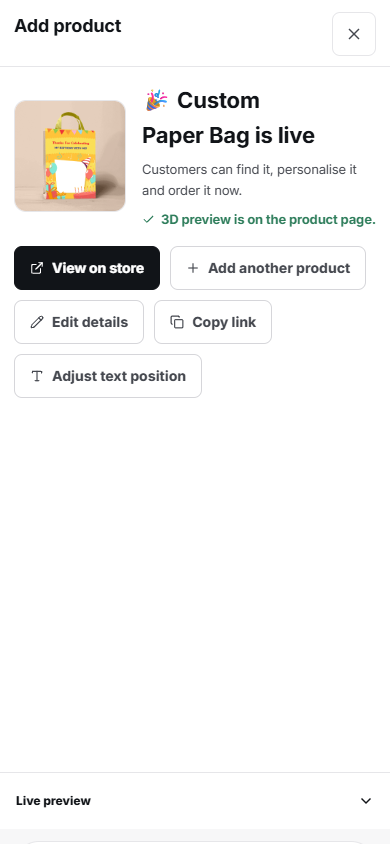 Add product
Custom
Paper Bag is live
Customers can find it, personalise it
and order it now.
3D preview is on the product page.
View on store
Add another product
Edit details
Copy link
Adjust text position
Live preview